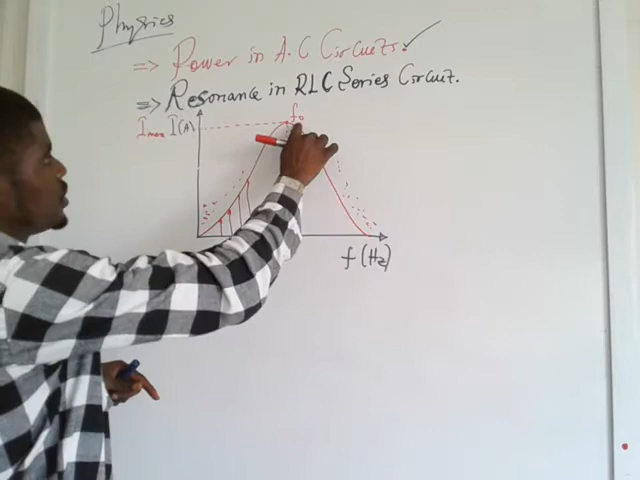 Physics
=> Power in A.C Circuits. ✓
=> Resonance in RLC Series Circuit.
f₀
Imax I(A)
f(Hz)